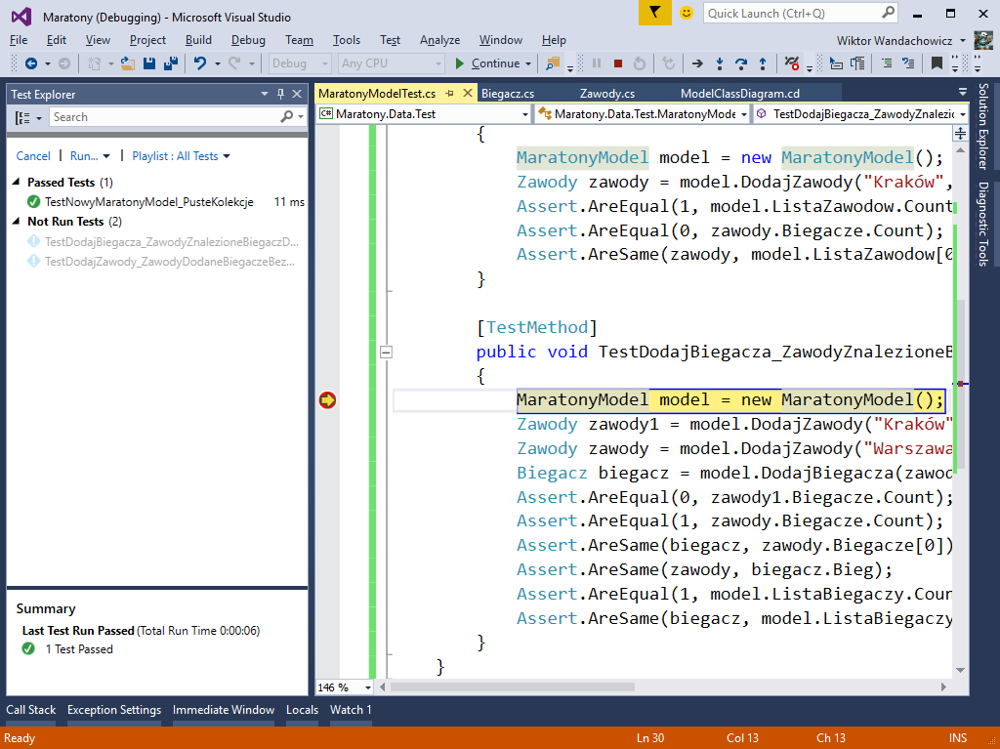 Maratony (Debugging) - Microsoft Visual Studio
Quick Launch (Ctrl+Q)
File Edit View Project Build Debug Team Tools Test Analyze Window Help
Wiktor Wandachowicz
Debug Any CPU Continue
Test Explorer
Search
Cancel Run... Playlist : All Tests
Passed Tests (1)
TestNowyMaratonyModel_PusteKolekcje 11 ms
Not Run Tests (2)
TestDodajBiegacza_ZawodyZnalezioneBiegaczD...
TestDodajZawody_ZawodyDodaneBiegaczeBez...
Summary
Last Test Run Passed (Total Run Time 0:00:06)
1 Test Passed
MaratonyModelTest.cs Biegacz.cs Zawody.cs ModelClassDiagram.cd
C# Maratony.Data.Test Maratony.Data.Test.MaratonyMode TestDodajBiegacza_ZawodyZnalezio
{
MaratonyModel model = new MaratonyModel();
Zawody zawody = model.DodajZawody("Kraków",
Assert.AreEqual(1, model.ListaZawodow.Count
Assert.AreEqual(0, zawody.Biegacze.Count);
Assert.AreSame(zawody, model.ListaZawodow[0
}
[TestMethod]
public void TestDodajBiegacza_ZawodyZnalezioneB
{
MaratonyModel model = new MaratonyModel();
Zawody zawody1 = model.DodajZawody("Kraków"
Zawody zawody = model.DodajZawody("Warszawa
Biegacz biegacz = model.DodajBiegacza(zawod
Assert.AreEqual(0, zawody1.Biegacze.Count);
Assert.AreEqual(1, zawody.Biegacze.Count);
Assert.AreSame(biegacz, zawody.Biegacze[0])
Assert.AreSame(zawody, biegacz.Bieg);
Assert.AreEqual(1, model.ListaBiegaczy.Coun
Assert.AreSame(biegacz, model.ListaBiegaczy
}
}
146 %
Solution Explorer
Diagnostic Tools
Call Stack Exception Settings Immediate Window Locals Watch 1
Ready Ln 30 Col 13 Ch 13 INS